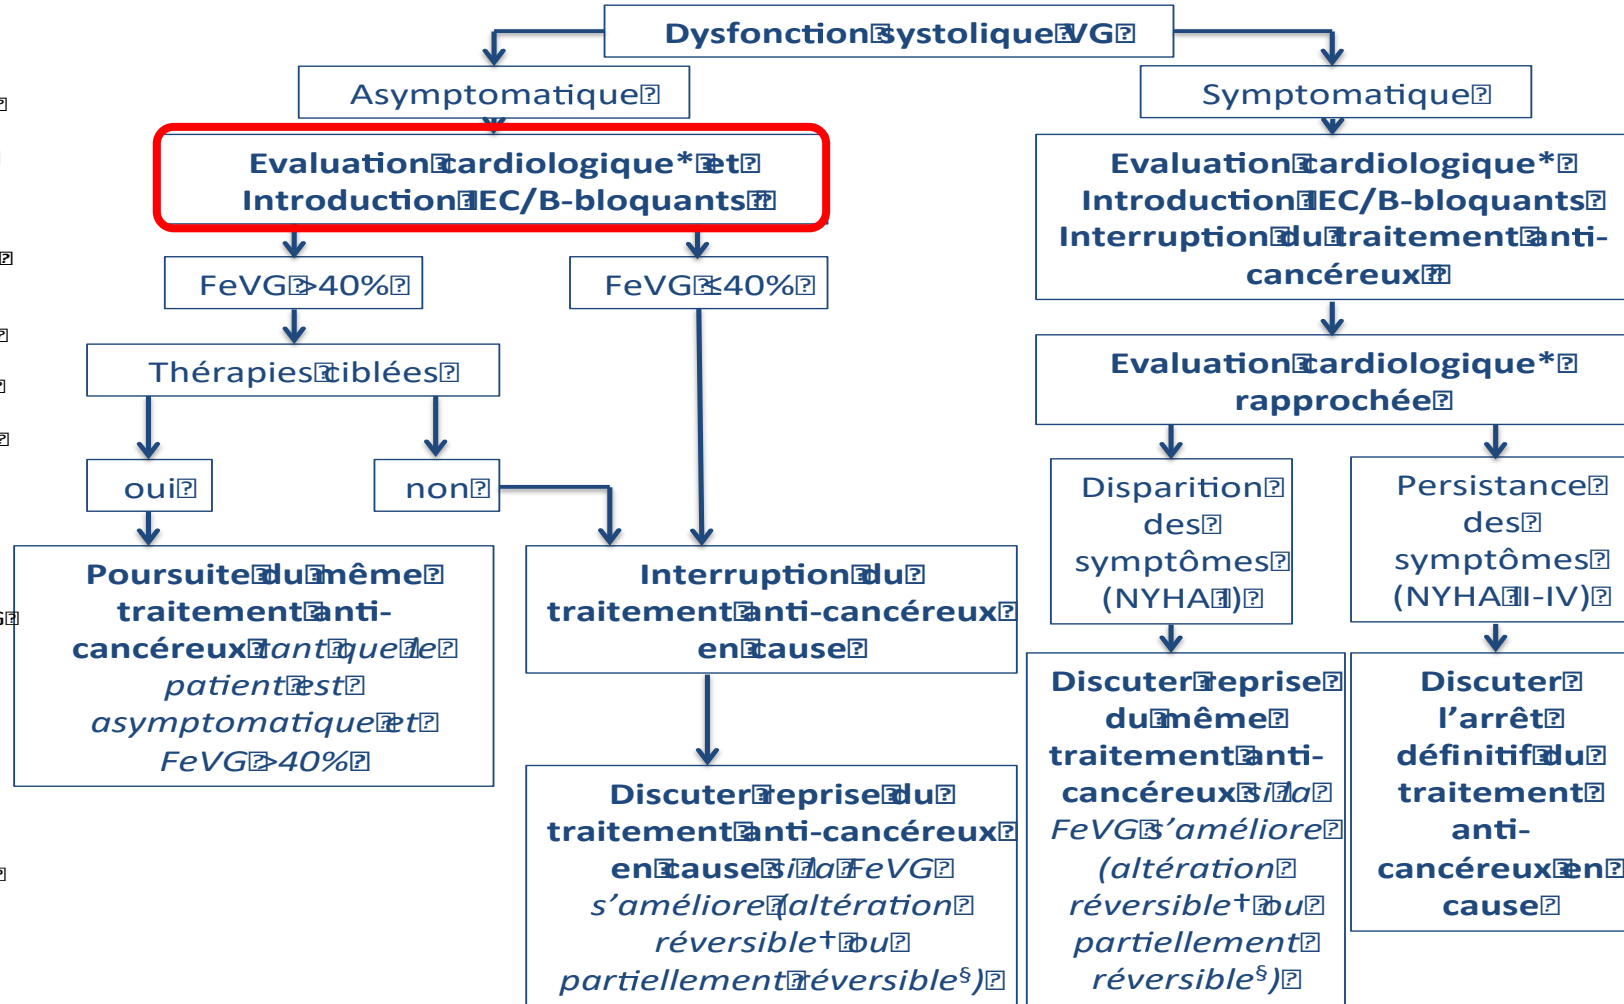 Dysfonction systolique VG
Asymptomatique
Symptomatique
Evaluation cardiologique* et
Introduction IEC/B-bloquants
Evaluation cardiologique*
Introduction IEC/B-bloquants
Interruption du traitement anti-
cancéreux
FeVG >40%
FeVG ≤40%
Thérapies ciblées
Evaluation cardiologique*
rapprochée
oui
non
Disparition
des
symptômes
(NYHA I)
Persistance
des
symptômes
(NYHA II-IV)
Poursuite du même
traitement anti-
cancéreux tant que le
patient est
asymptomatique et
FeVG >40%
Interruption du
traitement anti-cancéreux
en cause
Discuter reprise du
traitement anti-cancéreux
en cause si la FeVG
s’améliore (altération
réversible† ou
partiellement réversible§)
Discuter reprise
du même
traitement anti-
cancéreux si la
FeVG s’améliore
(altération
réversible† ou
partiellement
réversible§)
Discuter
l’arrêt
définitif du
traitement
anti-
cancéreux en
cause